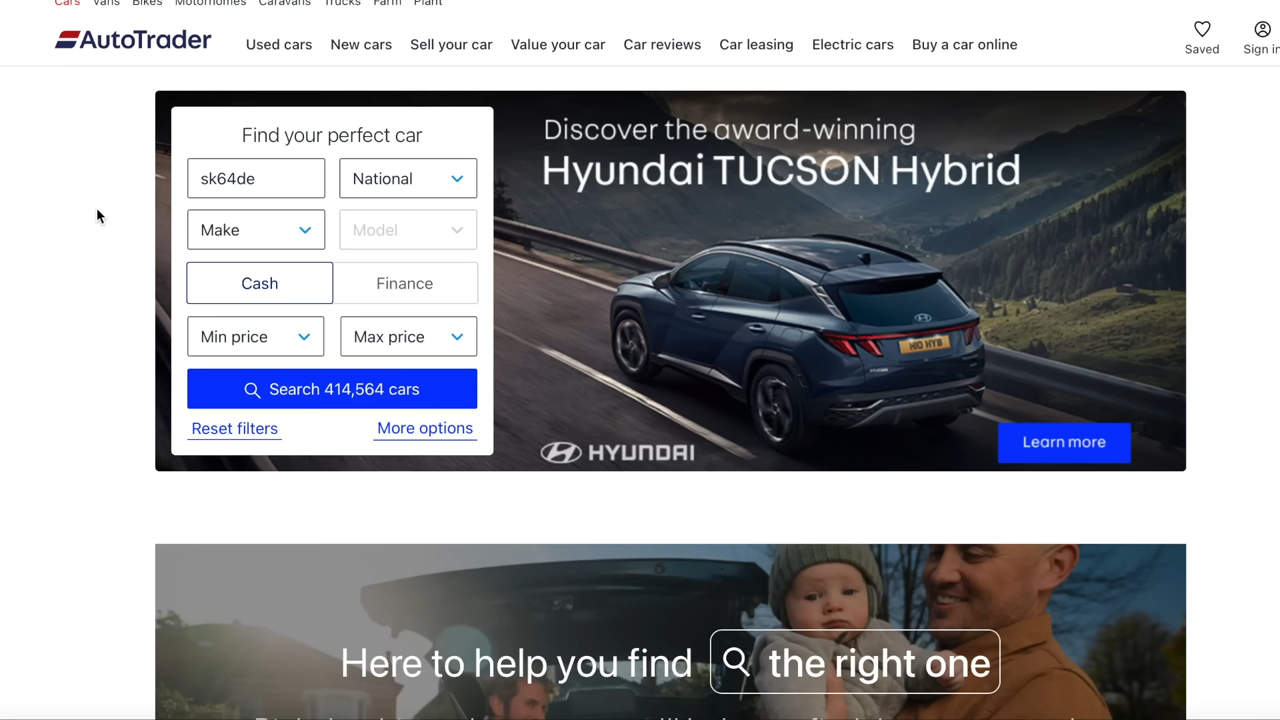 Cars Vans Bikes Motorhomes Caravans Trucks Farm Plant
AutoTrader
Used cars New cars Sell your car Value your car Car reviews Car leasing Electric cars Buy a car online
Saved
Sign in
Find your perfect car
sk64de National
Make Model
Cash Finance
Min price Max price
Search 414,564 cars
Reset filters More options
Discover the award-winning
Hyundai TUCSON Hybrid
H10 HYB
HYUNDAI
Learn more
Here to help you find the right one